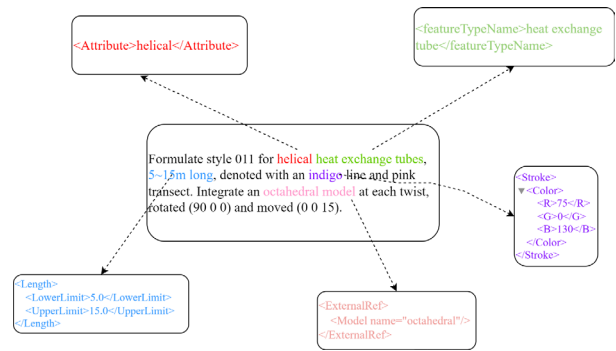 <Attribute>helical</Attribute>
<featureTypeName>heat exchange
tube</featureTypeName>
Formulate style 011 for helical heat exchange tubes,
5~15m long, denoted with an indigo line and pink
transect. Integrate an octahedral model at each twist,
rotated (90 0 0) and moved (0 0 15).
<Stroke>
<Color>
<R>75</R>
<G>0</G>
<B>130</B>
</Color>
</Stroke>
<Length>
<LowerLimit>5.0</LowerLimit>
<UpperLimit>15.0</UpperLimit>
</Length>
<ExternalRef>
<Model name="octahedral"/>
</ExternalRef>